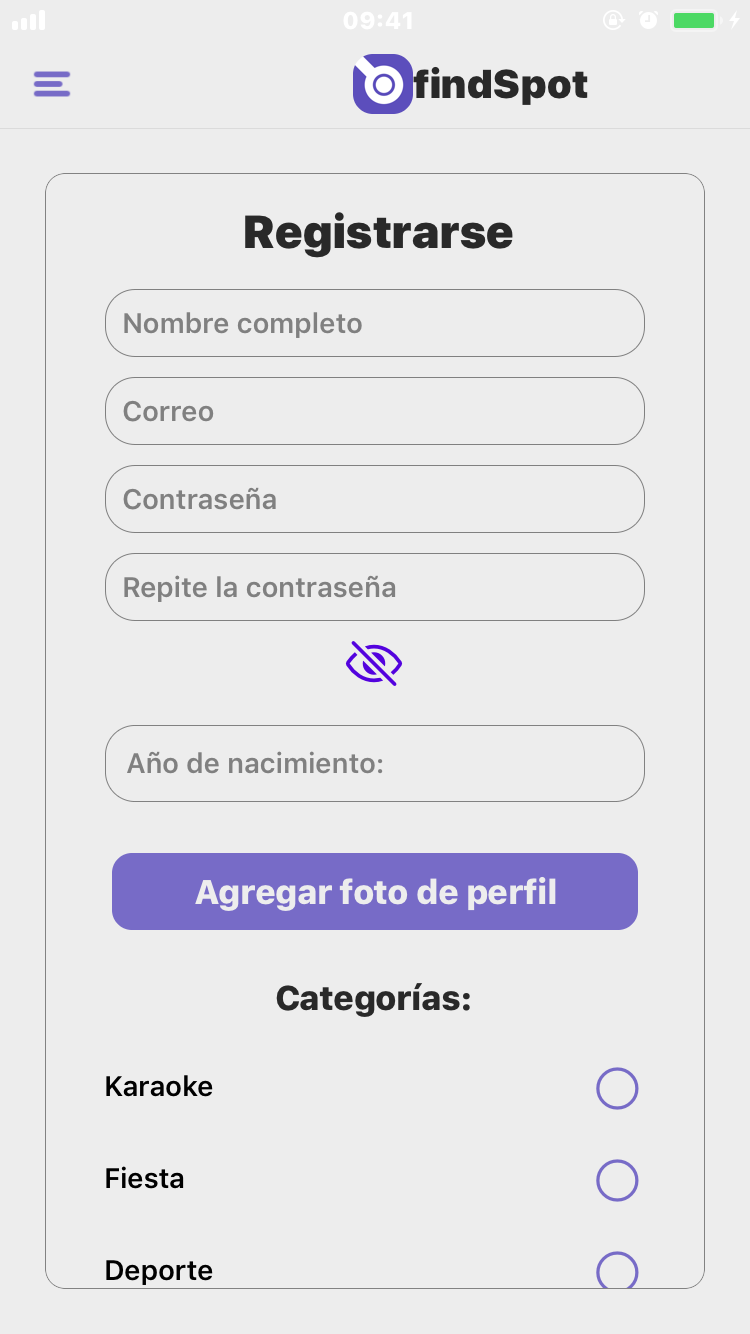 09:41
findSpot
Registrarse
Nombre completo
Correo
Contraseña
Repite la contraseña
Año de nacimiento:
Agregar foto de perfil
Categorías:
Karaoke
Fiesta
Deporte